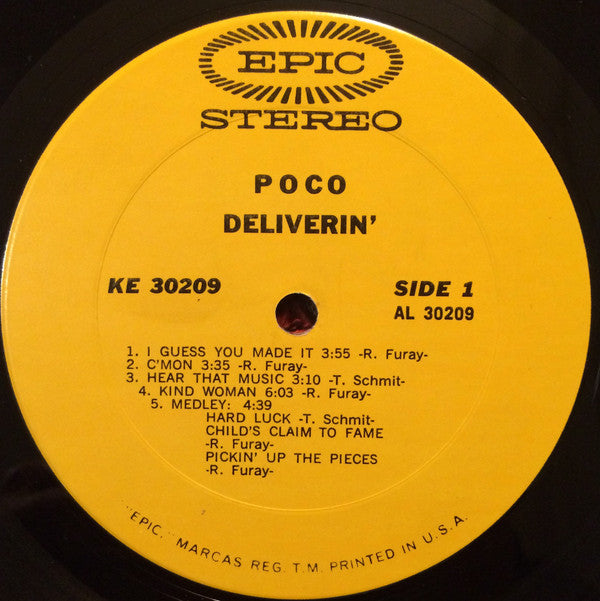 EPIC
STEREO
POCO
DELIVERIN'
KE 30209
SIDE 1
AL 30209
1. I GUESS YOU MADE IT 3:55 -R. Furay-
2. C'MON 3:35 -R. Furay-
3. HEAR THAT MUSIC 3:10 -T. Schmit-
4. KIND WOMAN 6:03 -R. Furay-
5. MEDLEY: 4:39
HARD LUCK -T. Schmit-
CHILD'S CLAIM TO FAME
-R. Furay-
PICKIN' UP THE PIECES
-R. Furay-
"EPIC," MARCAS REG. T.M. PRINTED IN U.S.A.